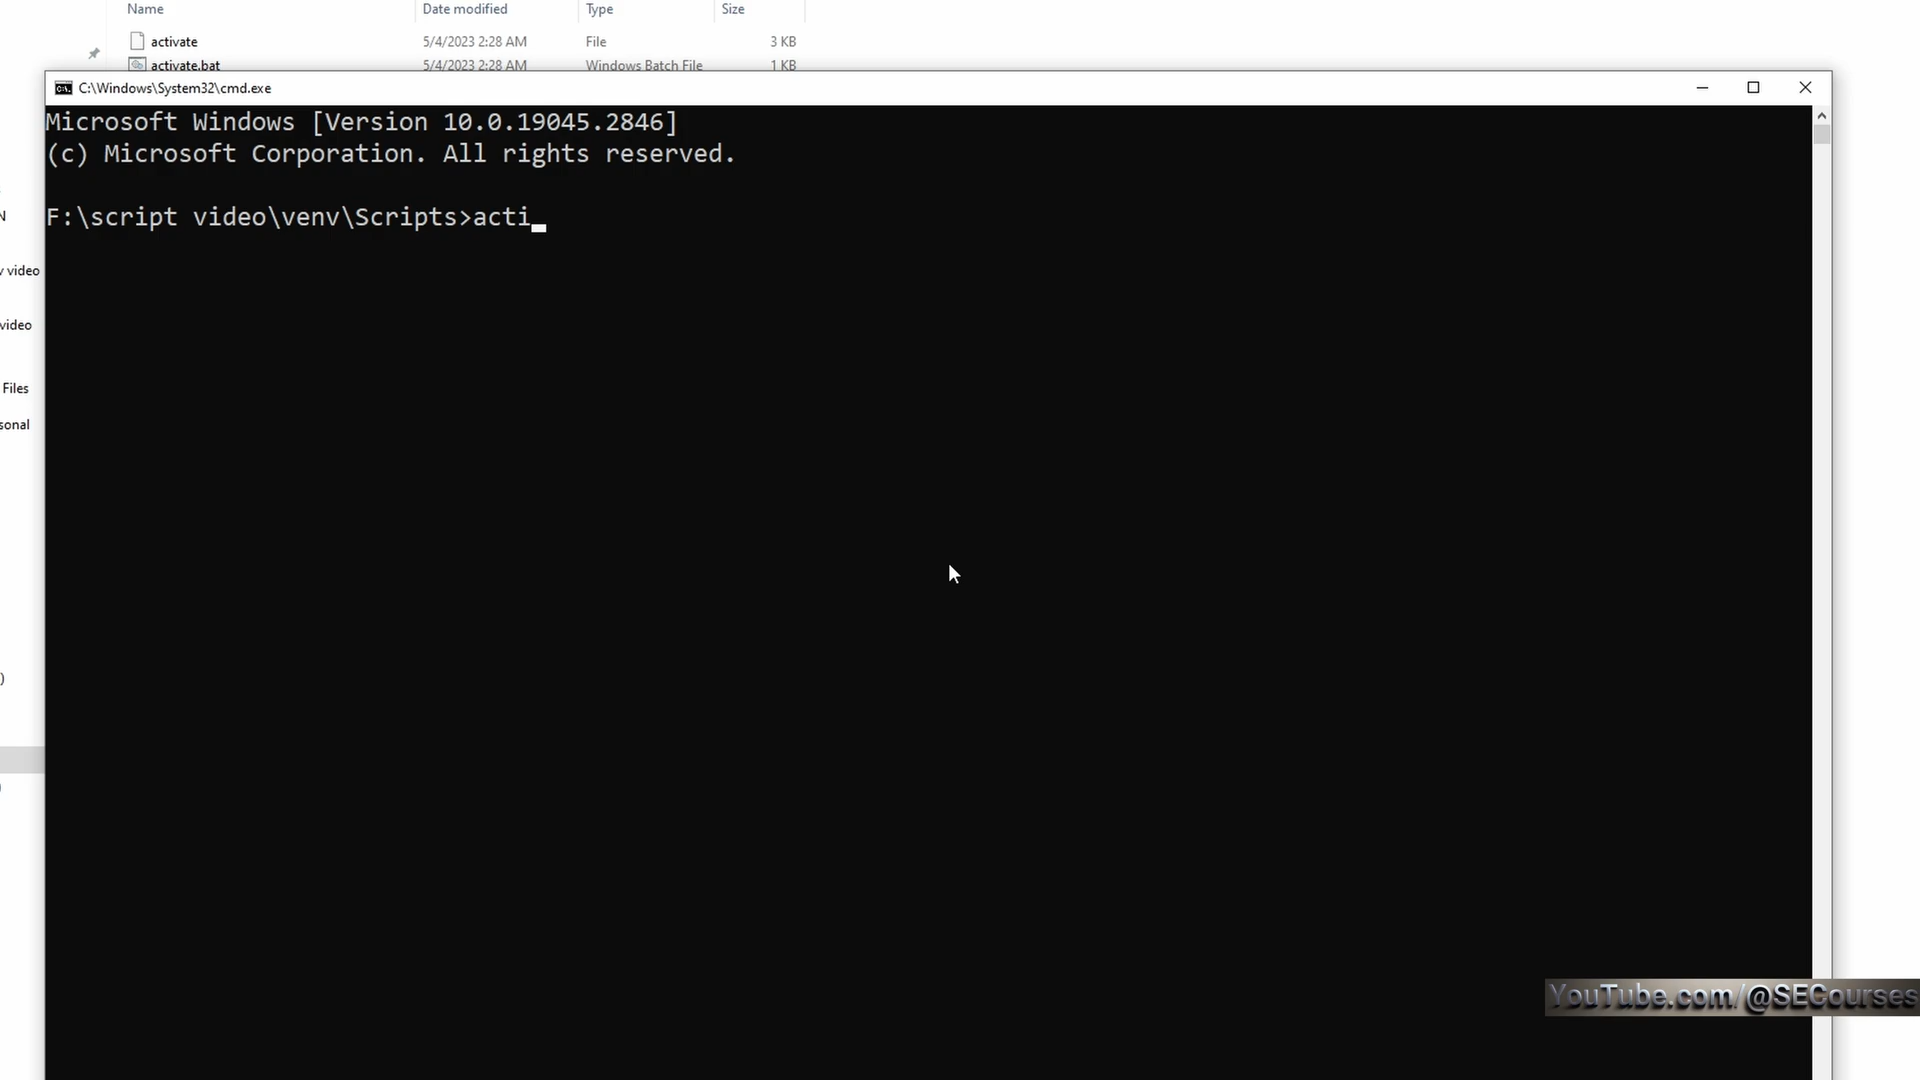 Name Date modified Type Size
activate 5/4/2023 2:28 AM File 3 KB
activate.bat 5/4/2023 2:28 AM Windows Batch File 1 KB
C:\Windows\System32\cmd.exe
Microsoft Windows [Version 10.0.19045.2846]
(c) Microsoft Corporation. All rights reserved.
F:\script video\venv\Scripts>acti
N
v video
video
Files
sonal
)
YouTube.com/@SECourses